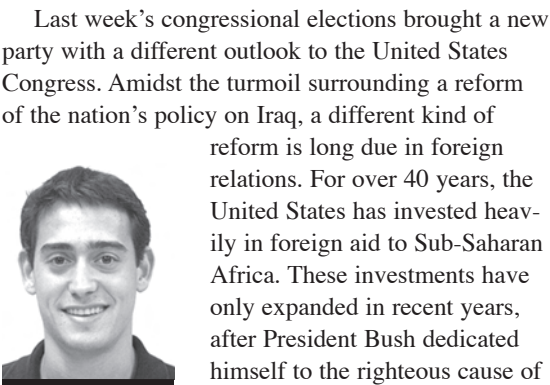 Last week's congressional elections brought a new
party with a different outlook to the United States
Congress. Amidst the turmoil surrounding a reform
of the nation's policy on Iraq, a different kind of
reform is long due in foreign
relations. For over 40 years, the
United States has invested heav-
ily in foreign aid to Sub-Saharan
Africa. These investments have
only expanded in recent years,
after President Bush dedicated
himself to the righteous cause of